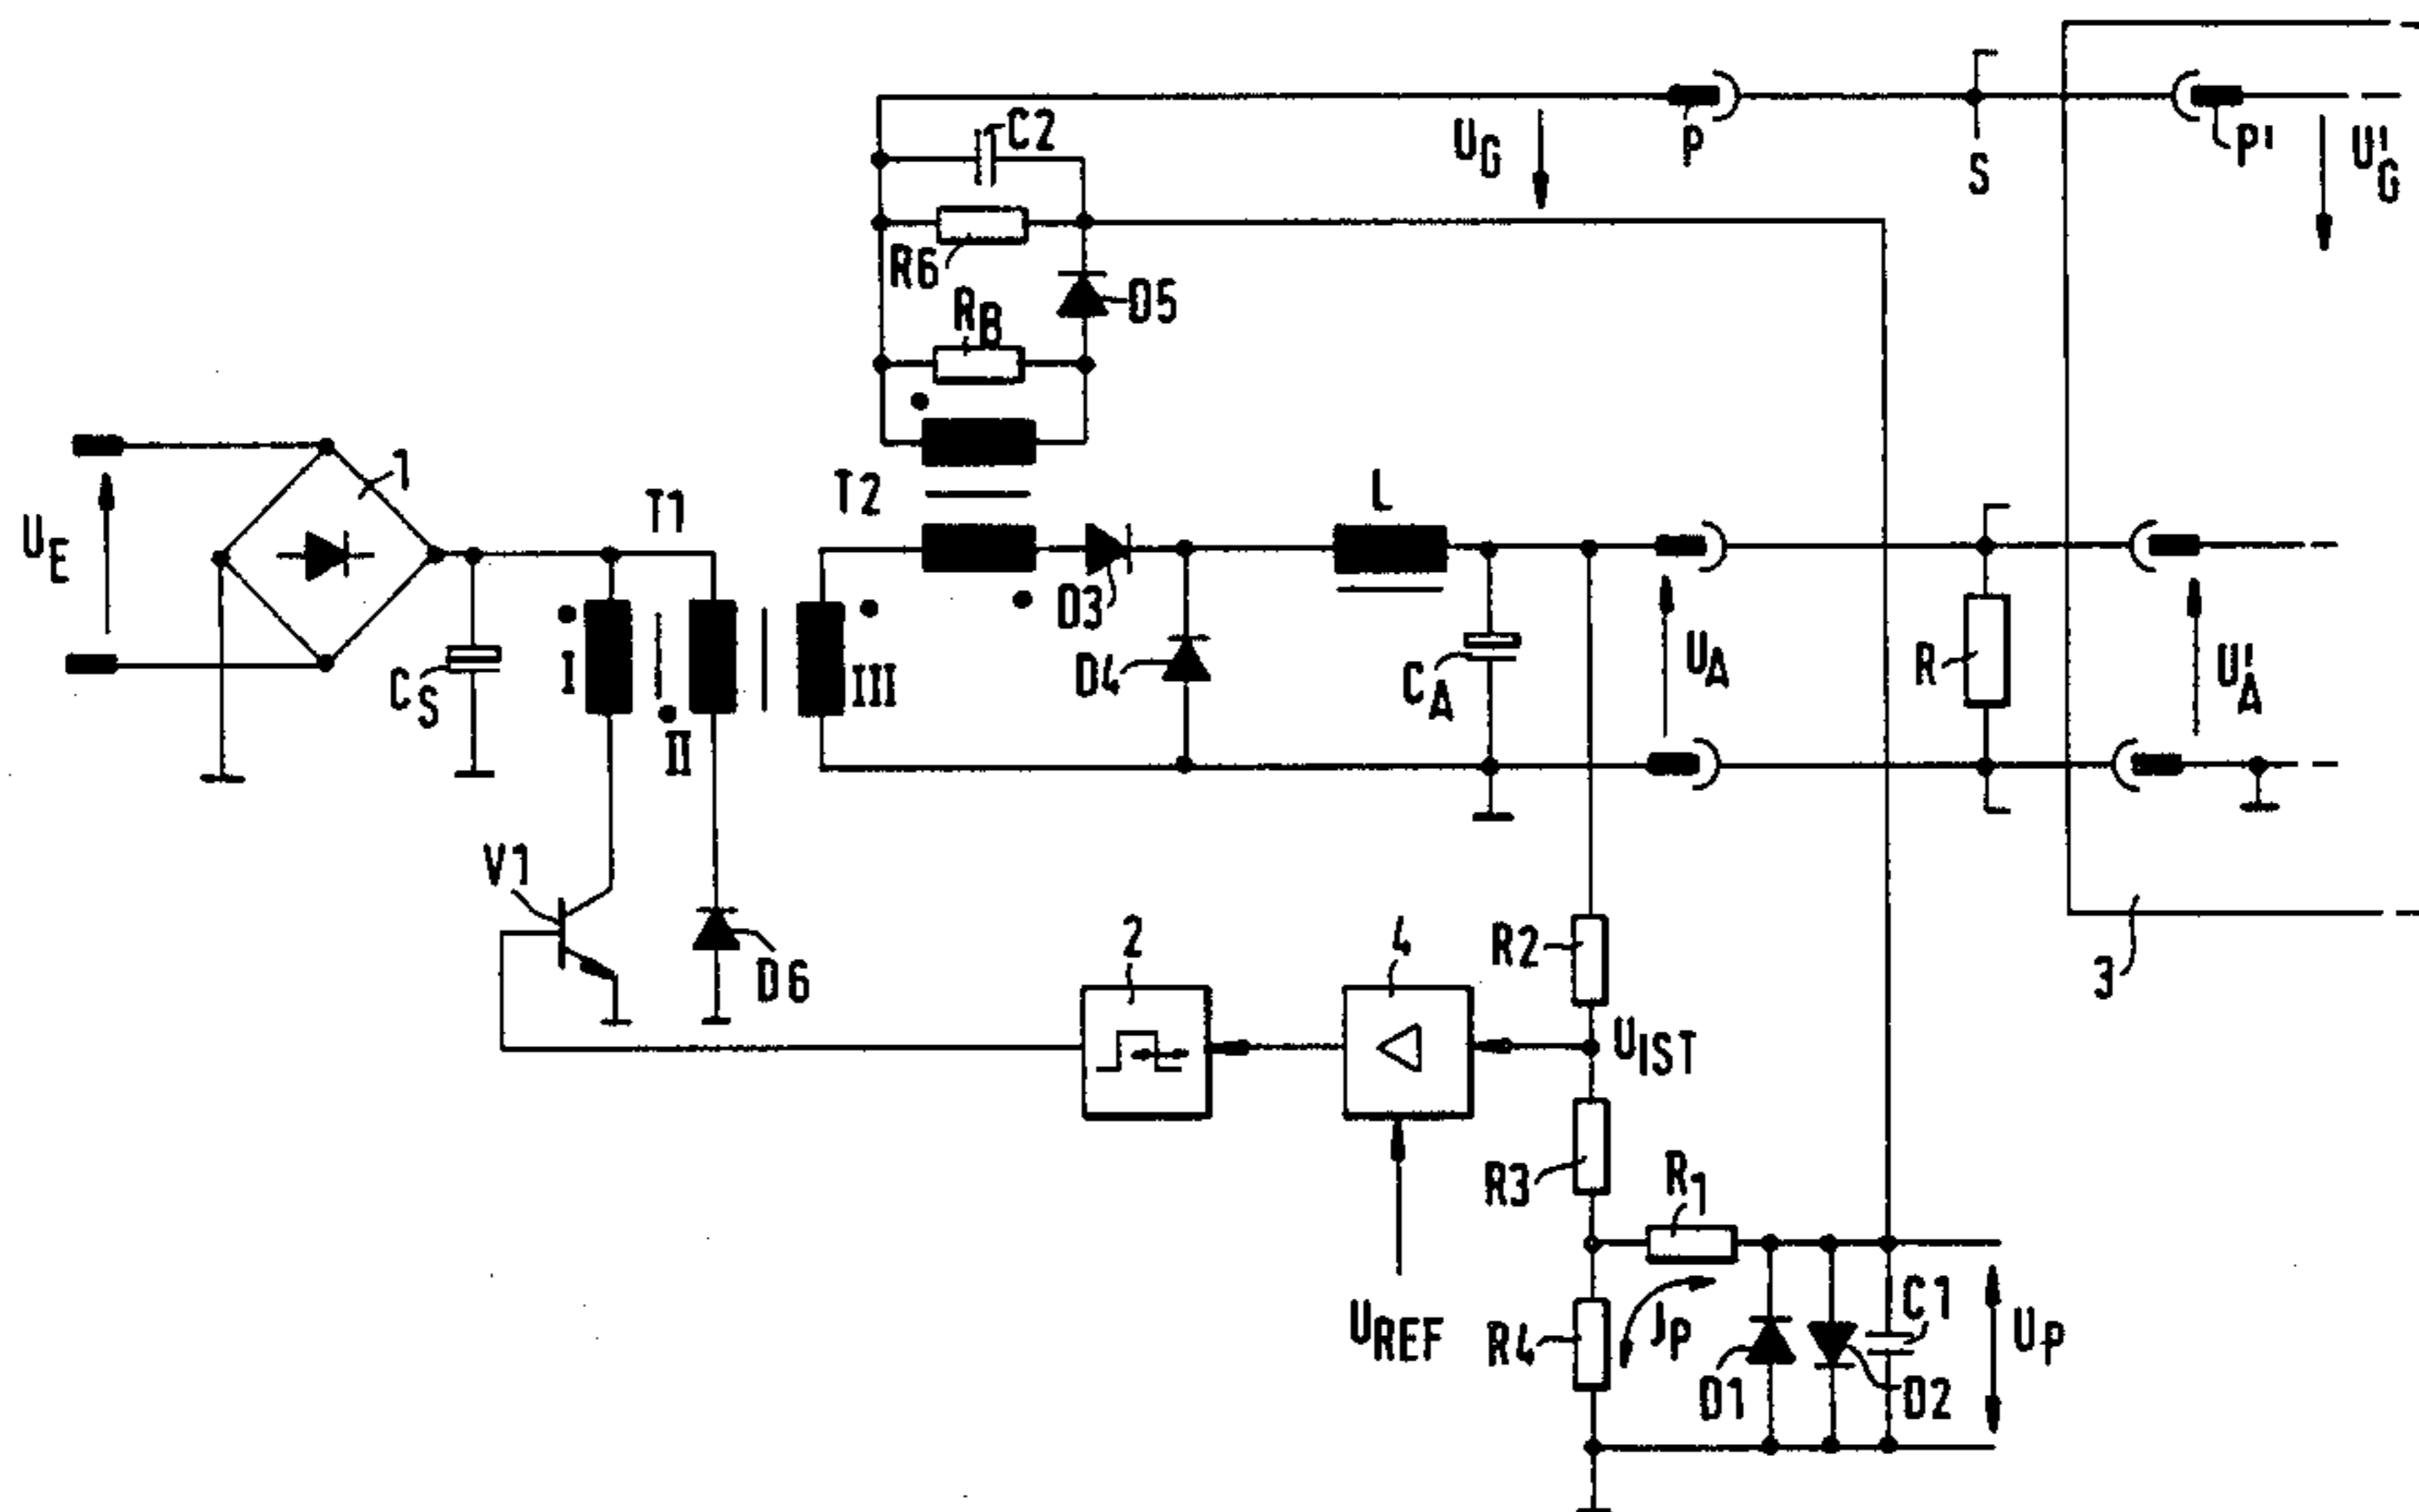 C2
U_G
P
S
P'
U'_G
R6
R_B
D5
1
U_E
T1
T2
L
C_S
I
II
III
D3
D4
C_A
U_A
R
U'_A
V1
D6
2
4
R2
3
U_IST
R3
R1
U_REF
R4
J_P
D1
D2
C1
U_P